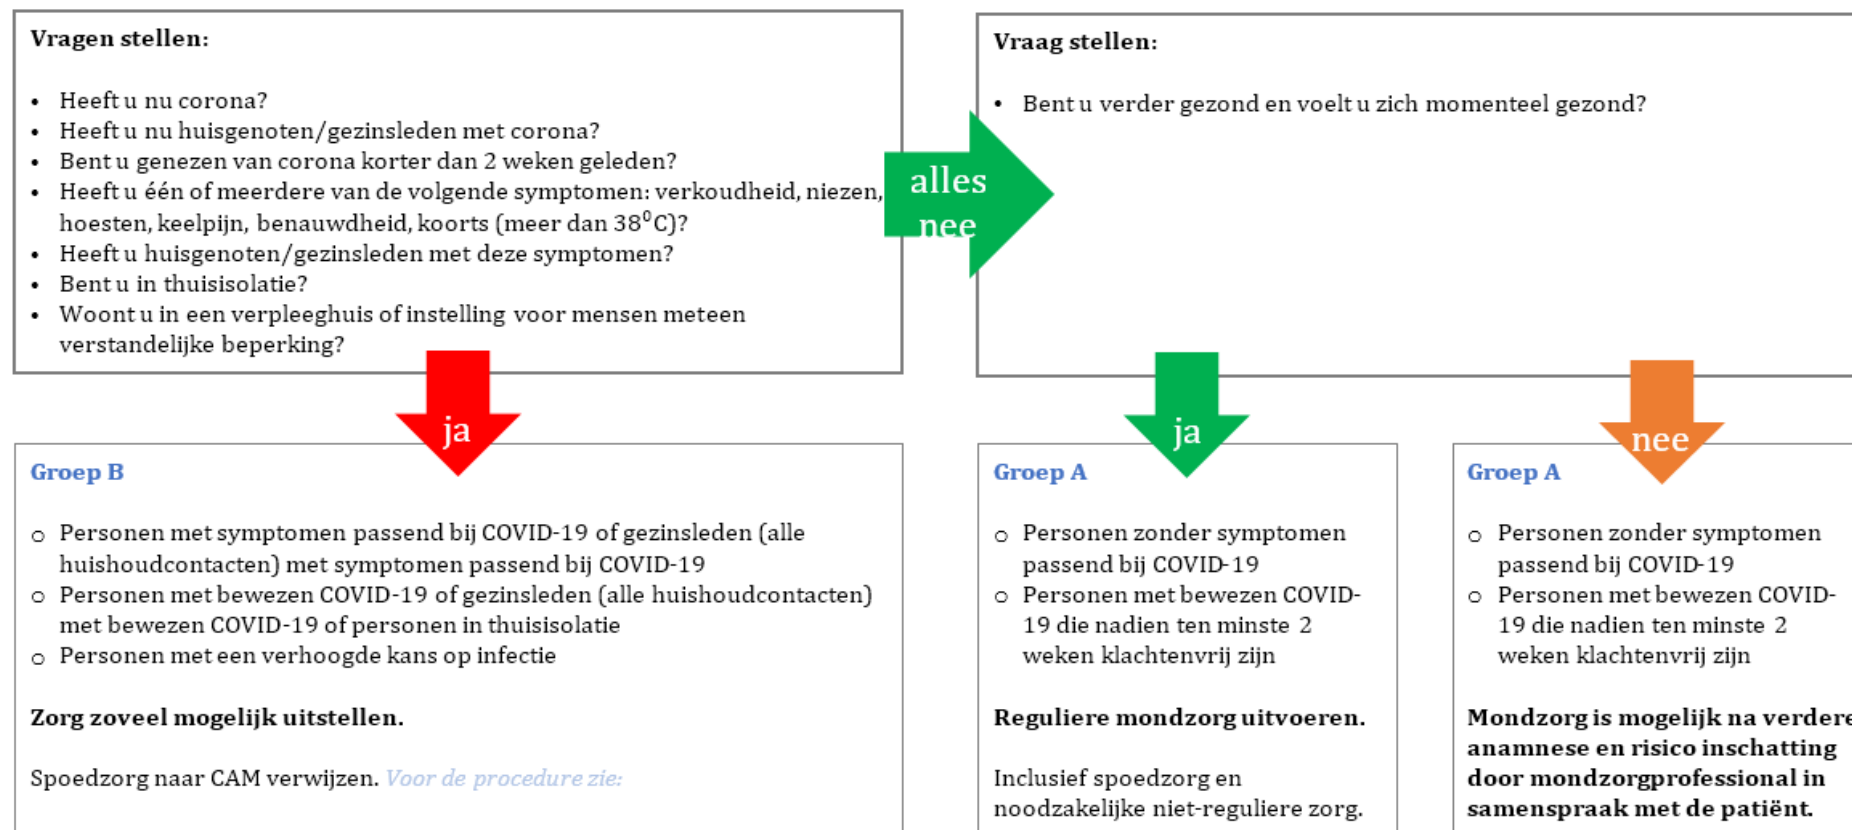 Vragen stellen:
• Heeft u nu corona?
• Heeft u nu huisgenoten/gezinsleden met corona?
• Bent u genezen van corona korter dan 2 weken geleden?
• Heeft u één of meerdere van de volgende symptomen: verkoudheid, niezen,
hoesten, keelpijn, benauwdheid, koorts (meer dan 38⁰C)?
• Heeft u huisgenoten/gezinsleden met deze symptomen?
• Bent u in thuisisolatie?
• Woont u in een verpleeghuis of instelling voor mensen meteen
verstandelijke beperking?
alles
nee
Vraag stellen:
• Bent u verder gezond en voelt u zich momenteel gezond?
ja
ja
nee
Groep B
o Personen met symptomen passend bij COVID-19 of gezinsleden (alle
huishoudcontacten) met symptomen passend bij COVID-19
o Personen met bewezen COVID-19 of gezinsleden (alle huishoudcontacten)
met bewezen COVID-19 of personen in thuisisolatie
o Personen met een verhoogde kans op infectie
Zorg zoveel mogelijk uitstellen.
Spoedzorg naar CAM verwijzen. Voor de procedure zie:
Groep A
o Personen zonder symptomen
passend bij COVID-19
o Personen met bewezen COVID-
19 die nadien ten minste 2
weken klachtenvrij zijn
Reguliere mondzorg uitvoeren.
Inclusief spoedzorg en
noodzakelijke niet-reguliere zorg.
Groep A
o Personen zonder symptomen
passend bij COVID-19
o Personen met bewezen COVID-
19 die nadien ten minste 2
weken klachtenvrij zijn
Mondzorg is mogelijk na verdere
anamnese en risico inschatting
door mondzorgprofessional in
samenspraak met de patiënt.